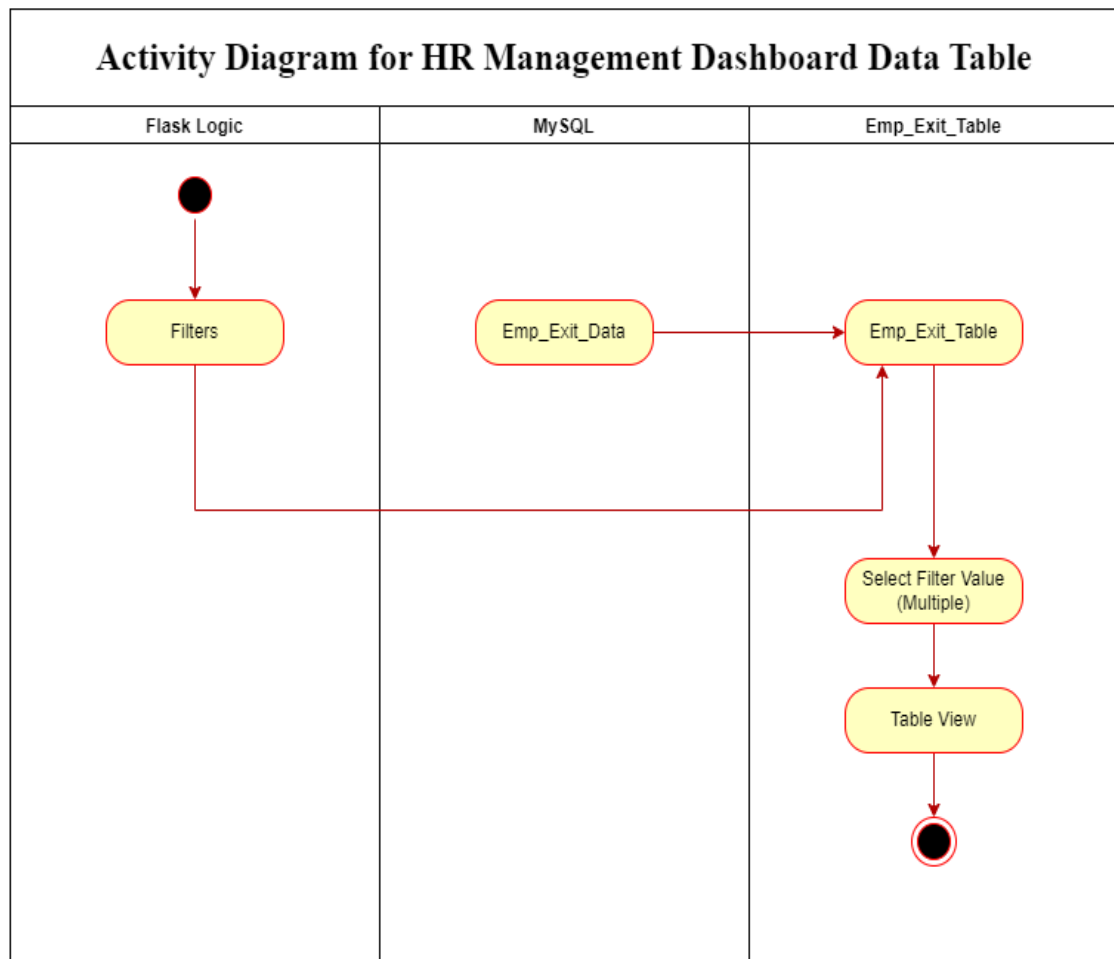 Activity Diagram for HR Management Dashboard Data Table
Flask Logic
MySQL
Emp_Exit_Table
Filters
Emp_Exit_Data
Emp_Exit_Table
Select Filter Value
(Multiple)
Table View